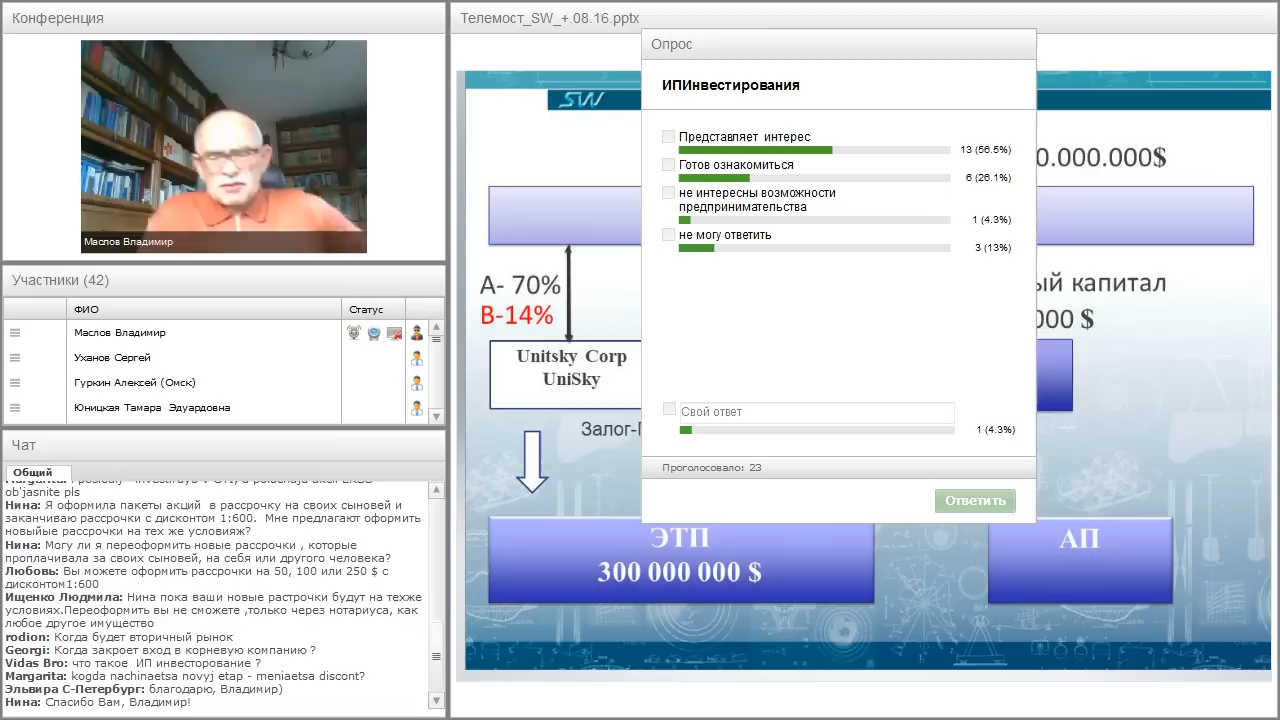 Конференция
Маслов Владимир
Участники (42)
ФИО
Статус
Маслов Владимир
Уханов Сергей
Гуркин Алексей (Омск)
Юницкая Тамара Эдуардовна
Чат
Общий
ob'jasnite pls
Нина: Я оформила пакеты акций в рассрочку на своих сыновей и
заканчиваю рассрочки с дисконтом 1:600. Мне предлагают оформить
новыйые рассрочки на тех же условияж?
Нина: Могу ли я переоформить новые рассрочки , которые
проплачивала за своих сыновей, на себя или другого человека?
Любовь: Вы можете оформить рассрочки на 50, 100 или 250 $ с
дисконтом1:600
Ищенко Людмила: Нина пока ваши новые растрочки будут на техже
условиях.Переоформить вы не сможете ,только через нотариуса, как
любое другое имущество
rodion: Когда будет вторичный рынок
Georgi: Когда закроет вход в корневую компанию ?
Vidas Bro: что такое ИП инвесторование ?
Margarita: kogda nachinaetsa novyj etap - meniaetsa discont?
Эльвира С-Петербург: благодарю, Владимир)
Нина: Спасибо Вам, Владимир!
Телемост_SW_+.08.16.pptx
SW
0.000.000$
А- 70%
В-14%
ый капитал
000 $
Unitsky Corp
UniSky
Залог-
ЭТП
300 000 000 $
АП
Опрос
ИПИнвестирования
Представляет интерес
13 (56.5%)
Готов ознакомиться
6 (26.1%)
не интересны возможности
предпринимательства
1 (4.3%)
не могу ответить
3 (13%)
Свой ответ
1 (4.3%)
Проголосовало: 23
Ответить